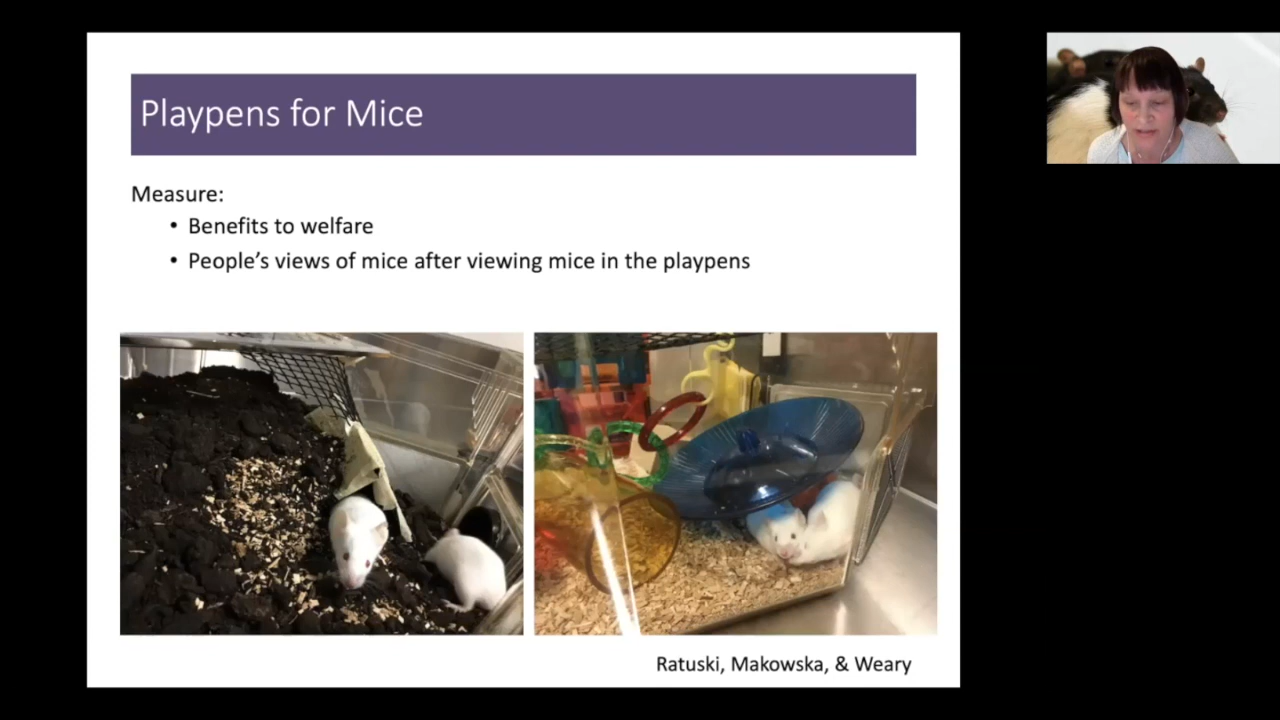 Playpens for Mice
Measure:
• Benefits to welfare
• People’s views of mice after viewing mice in the playpens
Ratuski, Makowska, & Weary